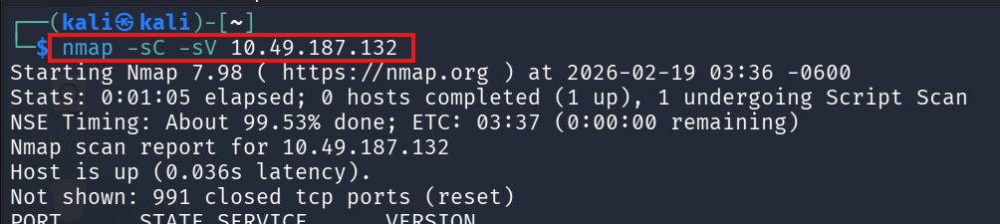 ┌──(kali㉿kali)-[~]
└─$ nmap -sC -sV 10.49.187.132
Starting Nmap 7.98 ( https://nmap.org ) at 2026-02-19 03:36 -0600
Stats: 0:01:05 elapsed; 0 hosts completed (1 up), 1 undergoing Script Scan
NSE Timing: About 99.53% done; ETC: 03:37 (0:00:00 remaining)
Nmap scan report for 10.49.187.132
Host is up (0.036s latency).
Not shown: 991 closed tcp ports (reset)
PORT STATE SERVICE VERSION